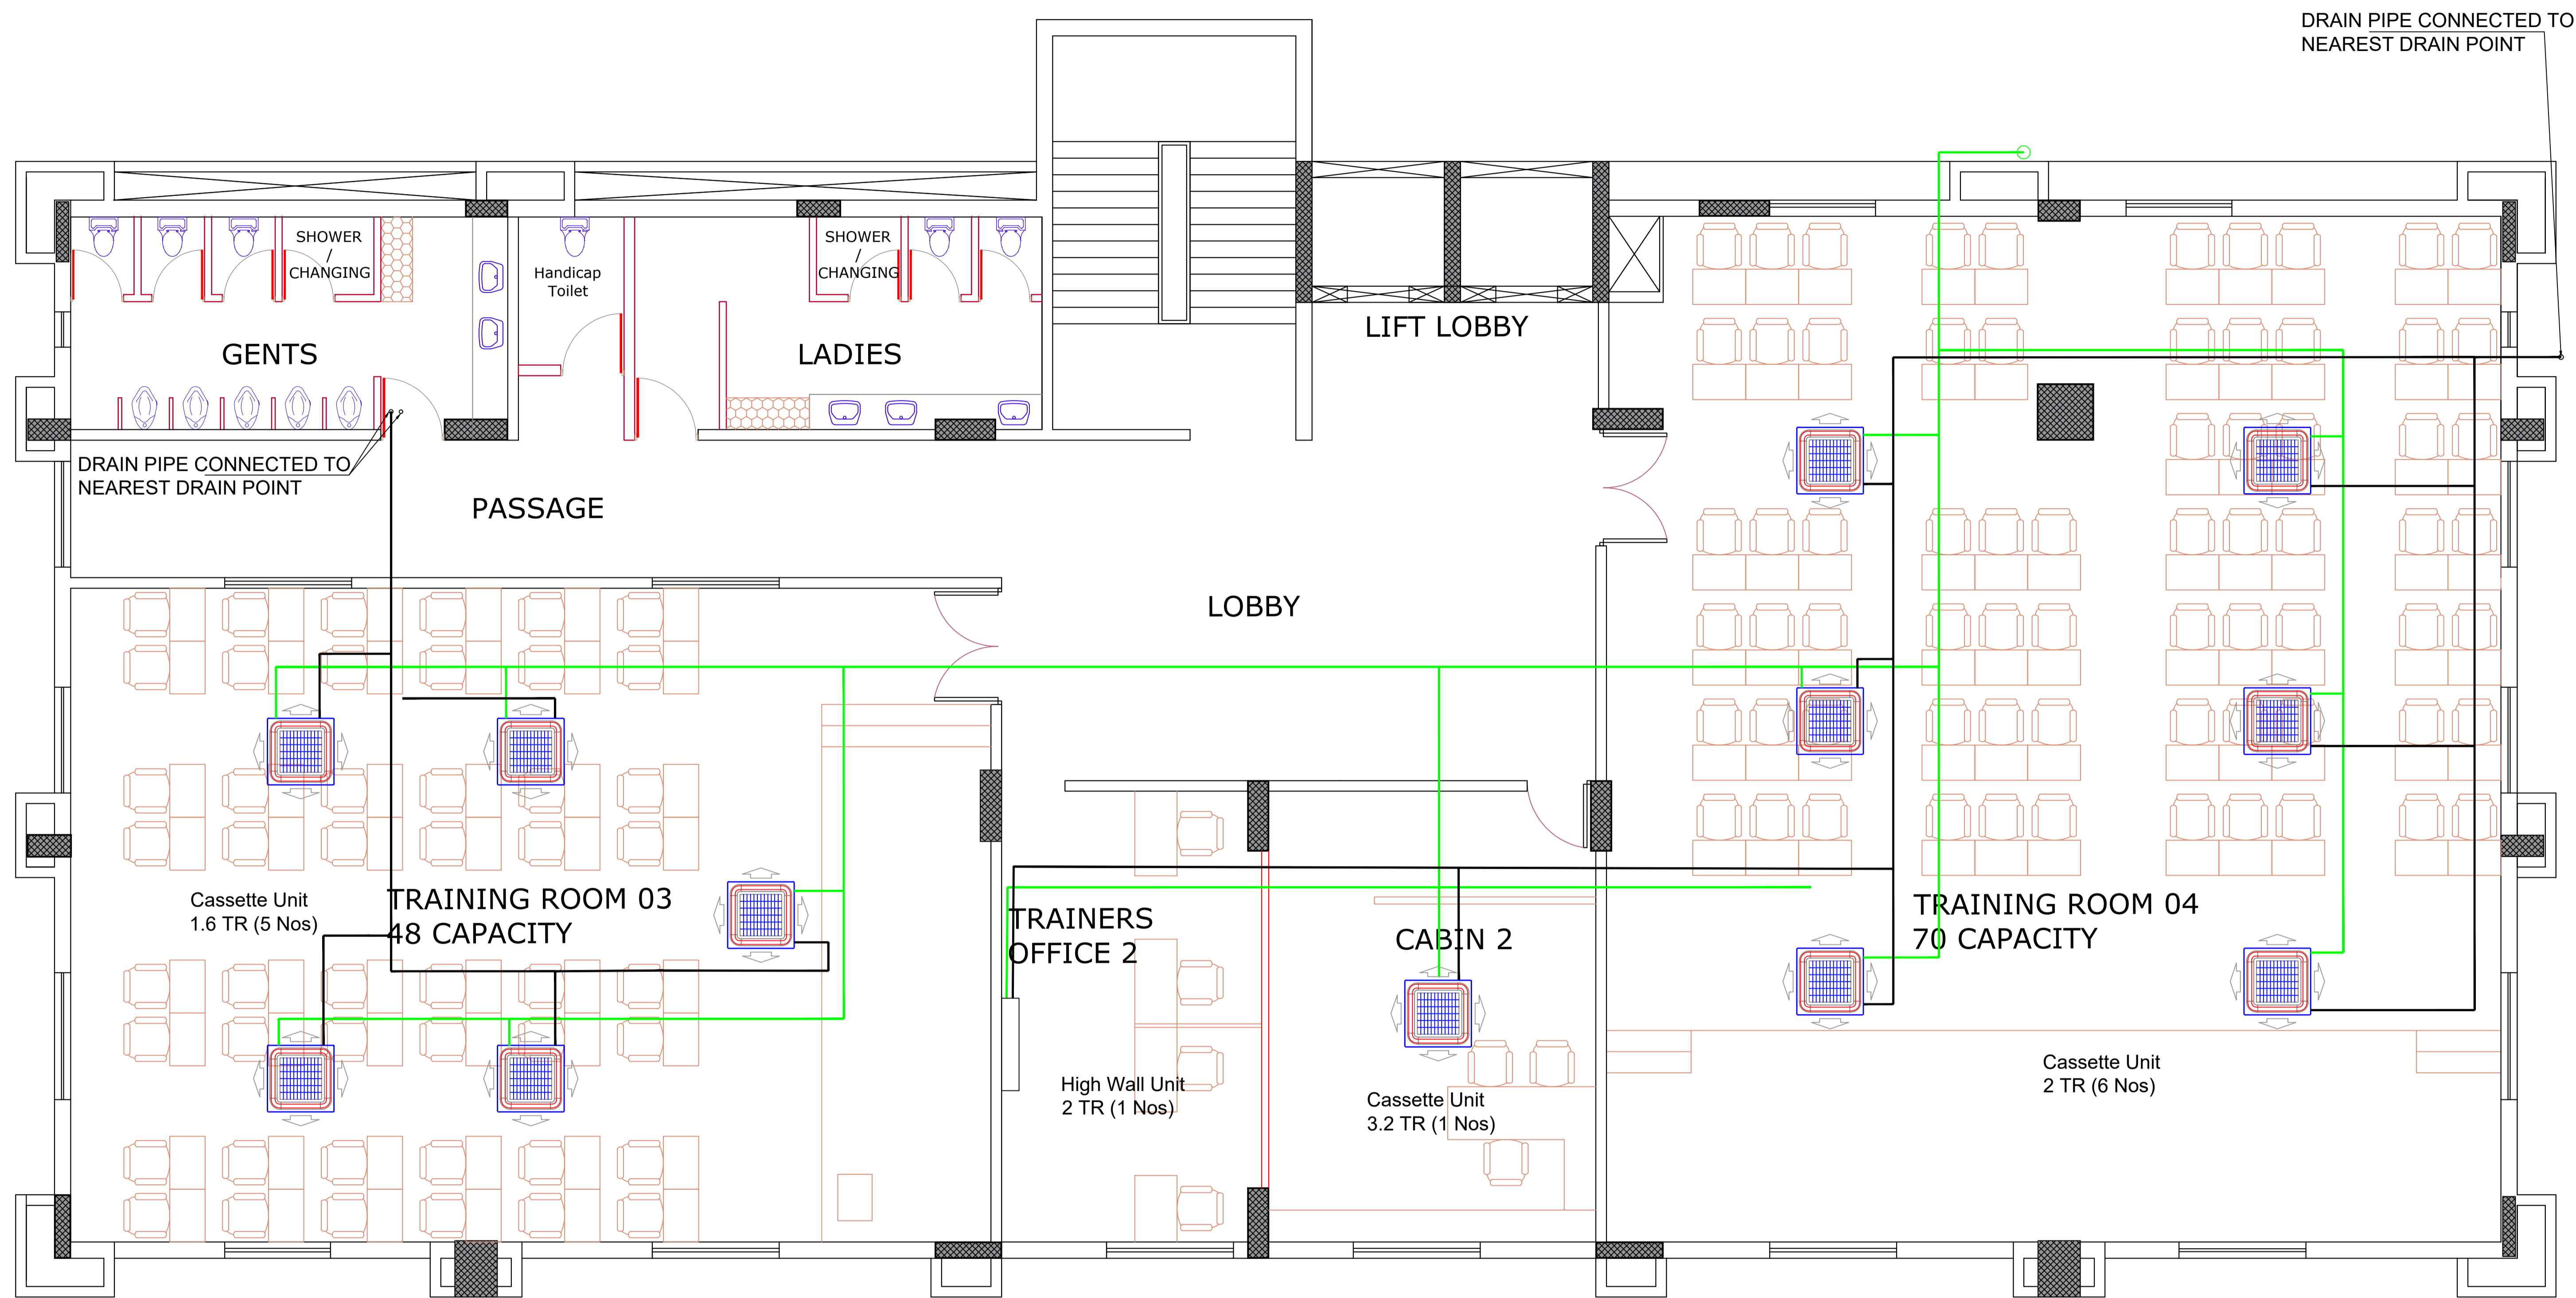 DRAIN PIPE CONNECTED TO
NEAREST DRAIN POINT
SHOWER
/
CHANGING
Handicap
Toilet
SHOWER
/
CHANGING
GENTS
LADIES
LIFT LOBBY
DRAIN PIPE CONNECTED TO
NEAREST DRAIN POINT
PASSAGE
LOBBY
Cassette Unit
1.6 TR (5 Nos)
TRAINING ROOM 03
48 CAPACITY
TRAINERS
OFFICE 2
CABIN 2
TRAINING ROOM 04
70 CAPACITY
High Wall Unit
2 TR (1 Nos)
Cassette Unit
3.2 TR (1 Nos)
Cassette Unit
2 TR (6 Nos)